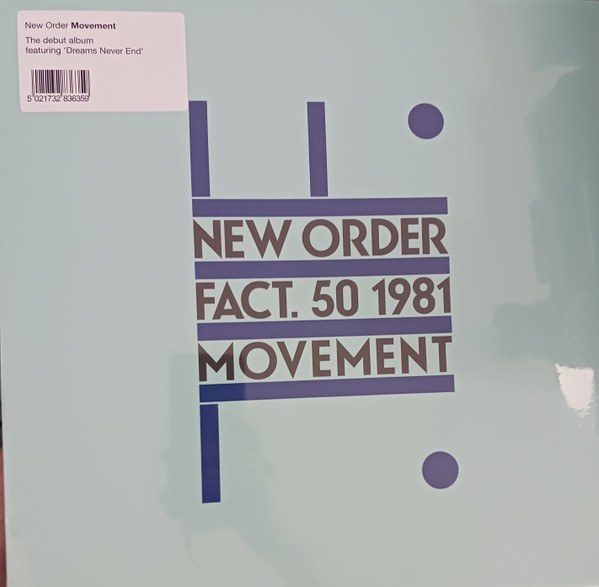 New Order Movement
The debut album
featuring 'Dreams Never End'
5 021732 836359
NEW ORDER
FACT. 50 1981
MOVEMENT